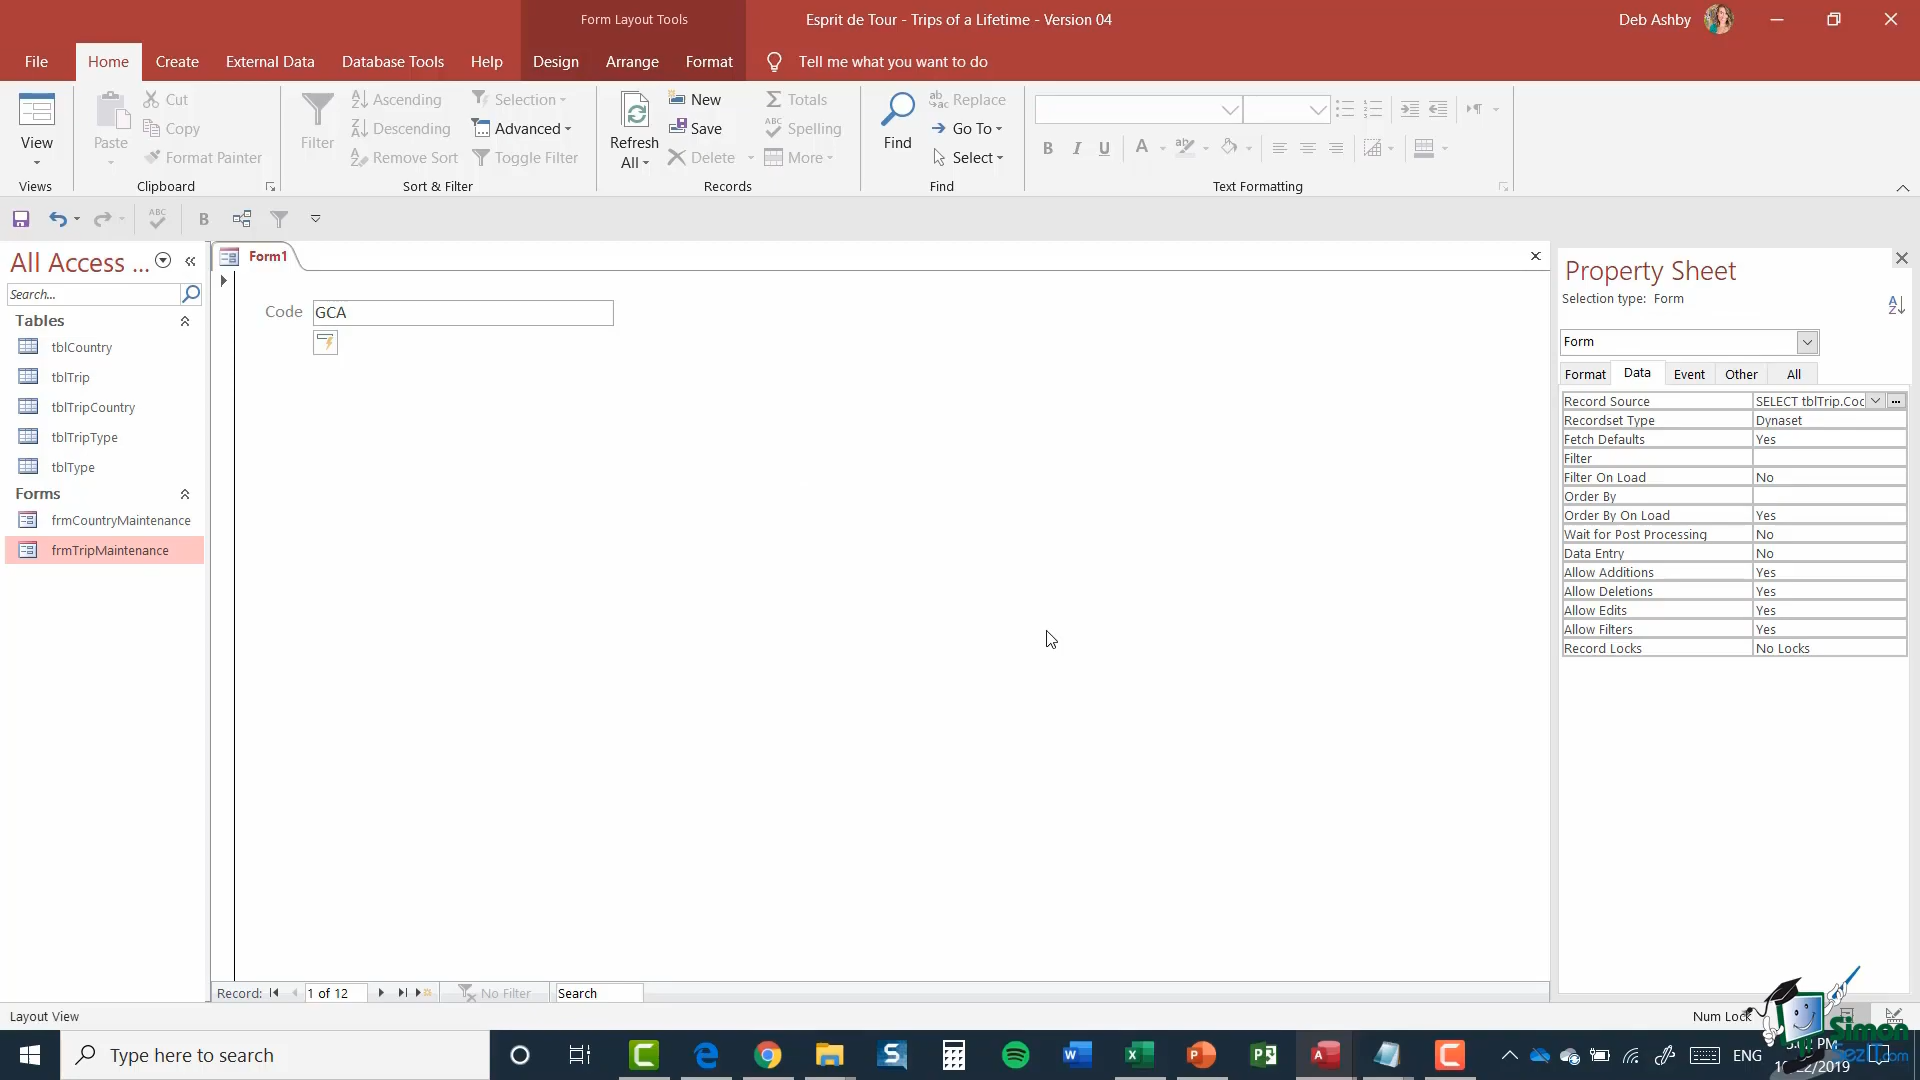 Form Layout Tools
Esprit de Tour - Trips of a Lifetime - Version 04
Deb Ashby
File
Home
Create
External Data
Database Tools
Help
Design
Arrange
Format
Tell me what you want to do
View
Views
Paste
Cut
Copy
Format Painter
Clipboard
Filter
Ascending
Descending
Remove Sort
Selection
Advanced
Toggle Filter
Sort & Filter
Refresh
All
New
Save
Delete
Totals
Spelling
More
Records
Find
Replace
Go To
Select
Find
B I U A
Text Formatting
B
All Access ...
Search...
Tables
tblCountry
tblTrip
tblTripCountry
tblTripType
tblType
Forms
frmCountryMaintenance
frmTripMaintenance
Form1
Code
GCA
Record:
1 of 12
No Filter
Search
Property Sheet
Selection type: Form
Form
Format
Data
Event
Other
All
Record Source SELECT tblTrip.Coc
Recordset Type Dynaset
Fetch Defaults Yes
Filter
Filter On Load No
Order By
Order By On Load Yes
Wait for Post Processing No
Data Entry No
Allow Additions Yes
Allow Deletions Yes
Allow Edits Yes
Allow Filters Yes
Record Locks No Locks
Layout View
Num Lock
Type here to search
ENG
PM
Simon
SezIT.com